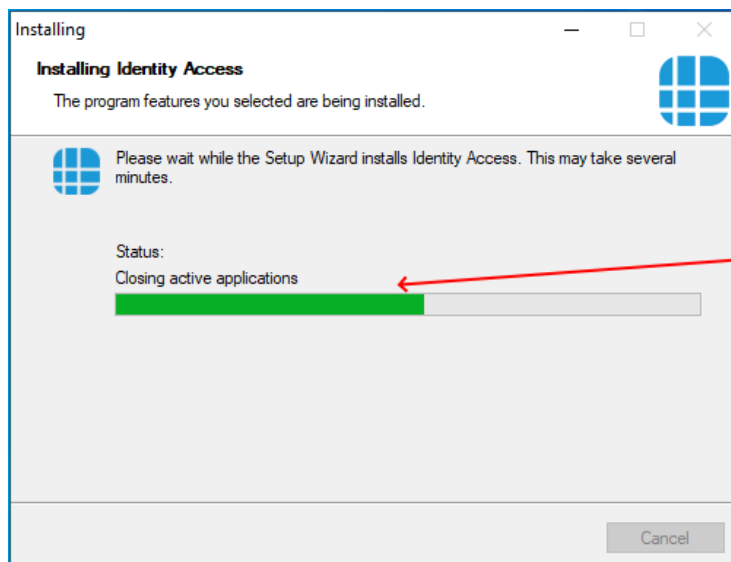 Installing
Installing Identity Access
The program features you selected are being installed.
Please wait while the Setup Wizard installs Identity Access. This may take several
minutes.
Status:
Closing active applications
Cancel